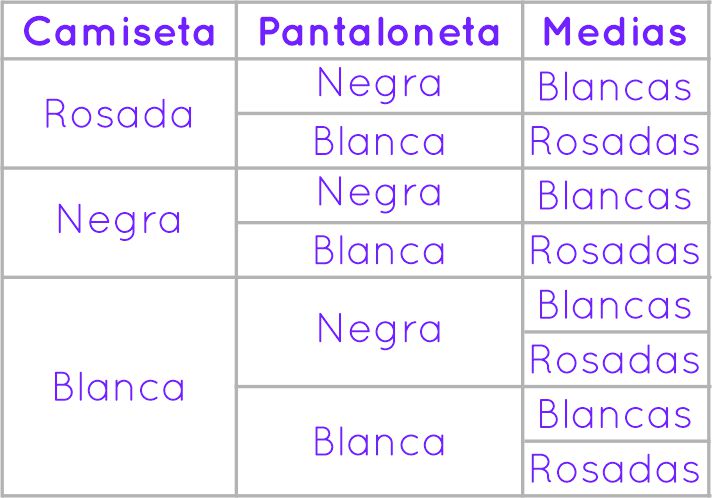 Camiseta Pantaloneta Medias
Rosada Negra Blancas
Blanca Rosadas
Negra Negra Blancas
Blanca Rosadas
Blanca Negra Blancas
Rosadas
Blanca Blancas
Rosadas